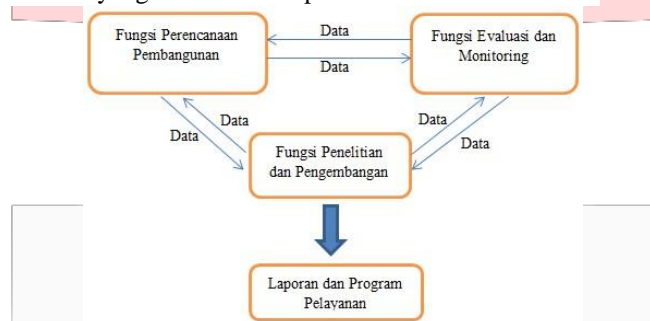 Fungsi Perencanaan
Pembangunan
Data
Data
Fungsi Evaluasi dan
Monitoring
Data
Data
Data
Data
Fungsi Penelitian
dan Pengembangan
Laporan dan Program
Pelayanan